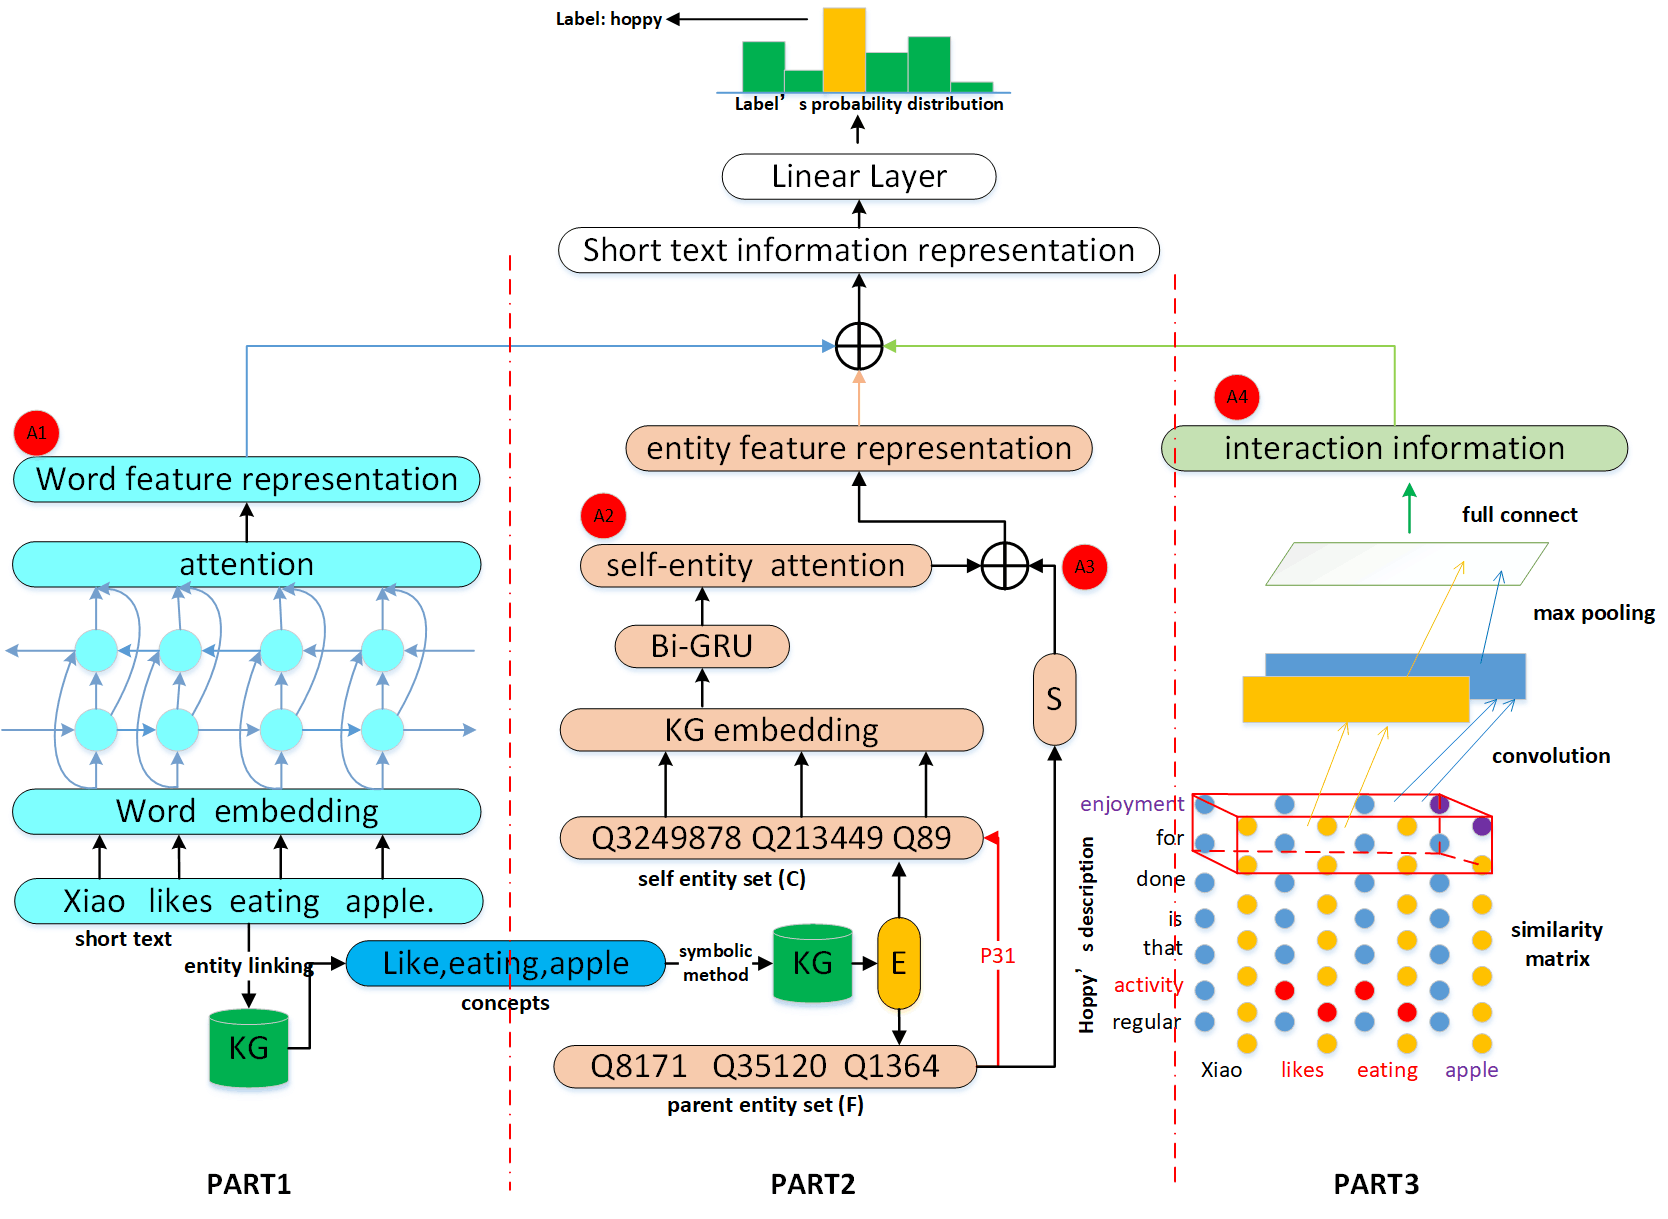 Label: hoppy
Label's probability distribution
Linear Layer
Short text information representation
A1
Word feature representation
attention
Word embedding
Xiao likes eating apple.
short text
entity linking
KG
Like,eating,apple
concepts
PART1
entity feature representation
A2
self-entity attention
A3
Bi-GRU
S
KG embedding
Q3249878 Q213449 Q89
self entity set (C)
symbolic
method
KG
E
P31
Q8171 Q35120 Q1364
parent entity set (F)
PART2
A4
interaction information
full connect
max pooling
convolution
similarity
matrix
Hoppy's description
enjoyment
for
done
is
that
activity
regular
Xiao likes eating apple
PART3